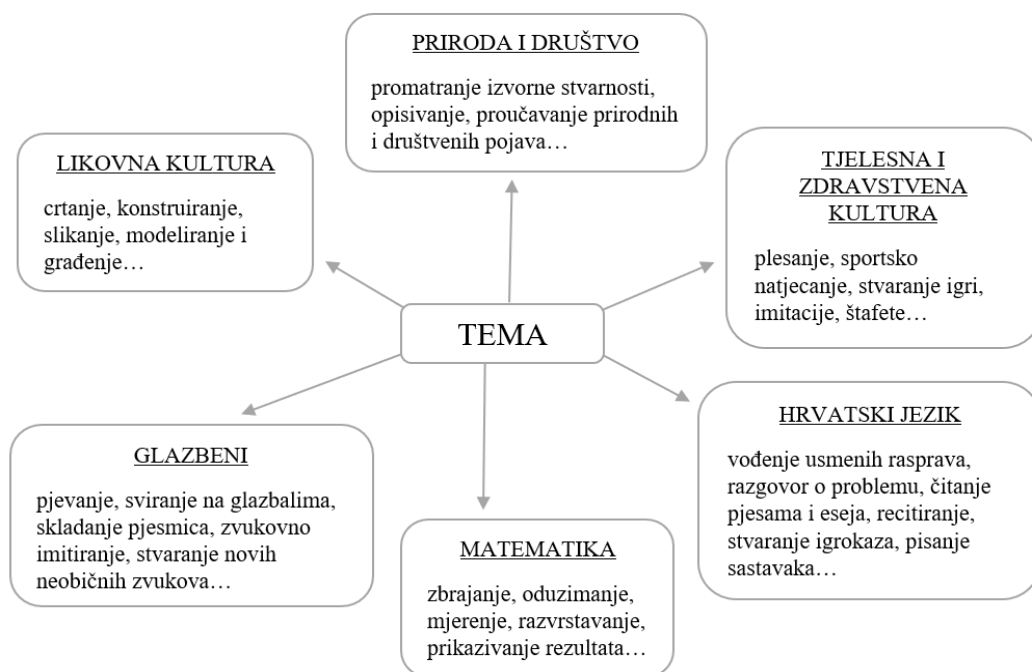 PRIRODA I DRUŠTVO
promatranje izvorne stvarnosti,
opisivanje, proučavanje prirodnih
i društvenih pojava…
LIKOVNA KULTURA
crtanje, konstruiranje,
slikanje, modeliranje i
građenje…
TJELESNA I
ZDRAVSTVENA
KULTURA
plesanje, sportsko
natjecanje, stvaranje igri,
imitacije, štafete…
TEMA
GLAZBENI
pjevanje, sviranje na glazbalima,
skladanje pjesmica, zvukovno
imitiranje, stvaranje novih
neobičnih zvukova…
MATEMATIKA
zbrajanje, oduzimanje,
mjerenje, razvrstavanje,
prikazivanje rezultata…
HRVATSKI JEZIK
vođenje usmenih rasprava,
razgovor o problemu, čitanje
pjesama i eseja, recitiranje,
stvaranje igrokaza, pisanje
sastavaka…